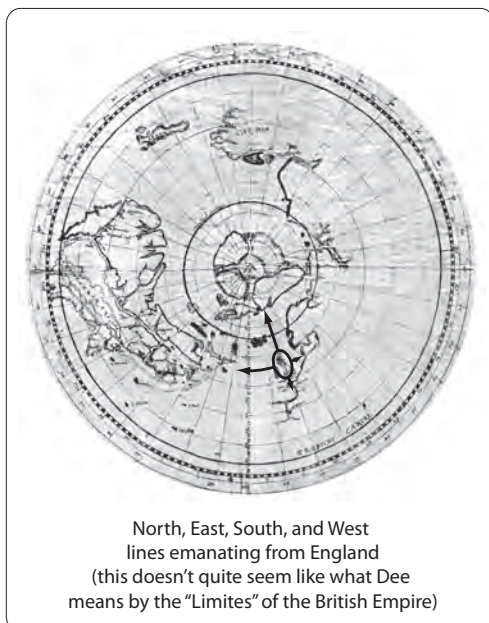 North, East, South, and West
lines emanating from England
(this doesn't quite seem like what Dee
means by the “Limites” of the British Empire)